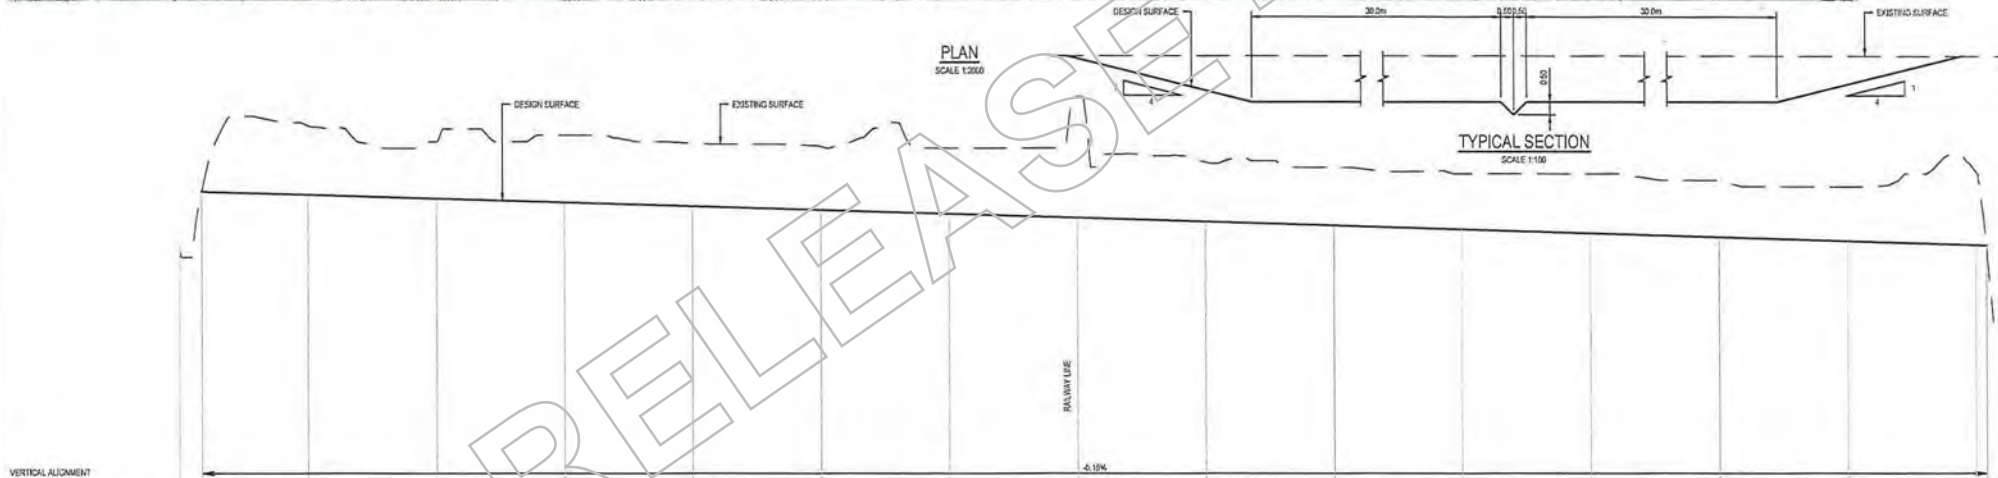 DESIGN SURFACE
30.0m
0.50
0.50
30.0m
EXISTING SURFACE
PLAN
SCALE 1:2000
DESIGN SURFACE
EXISTING SURFACE
1
4
0.50
1
4
TYPICAL SECTION
SCALE 1:100
RELEASE
RAILWAY LINE
VERTICAL ALIGNMENT
-0.15%